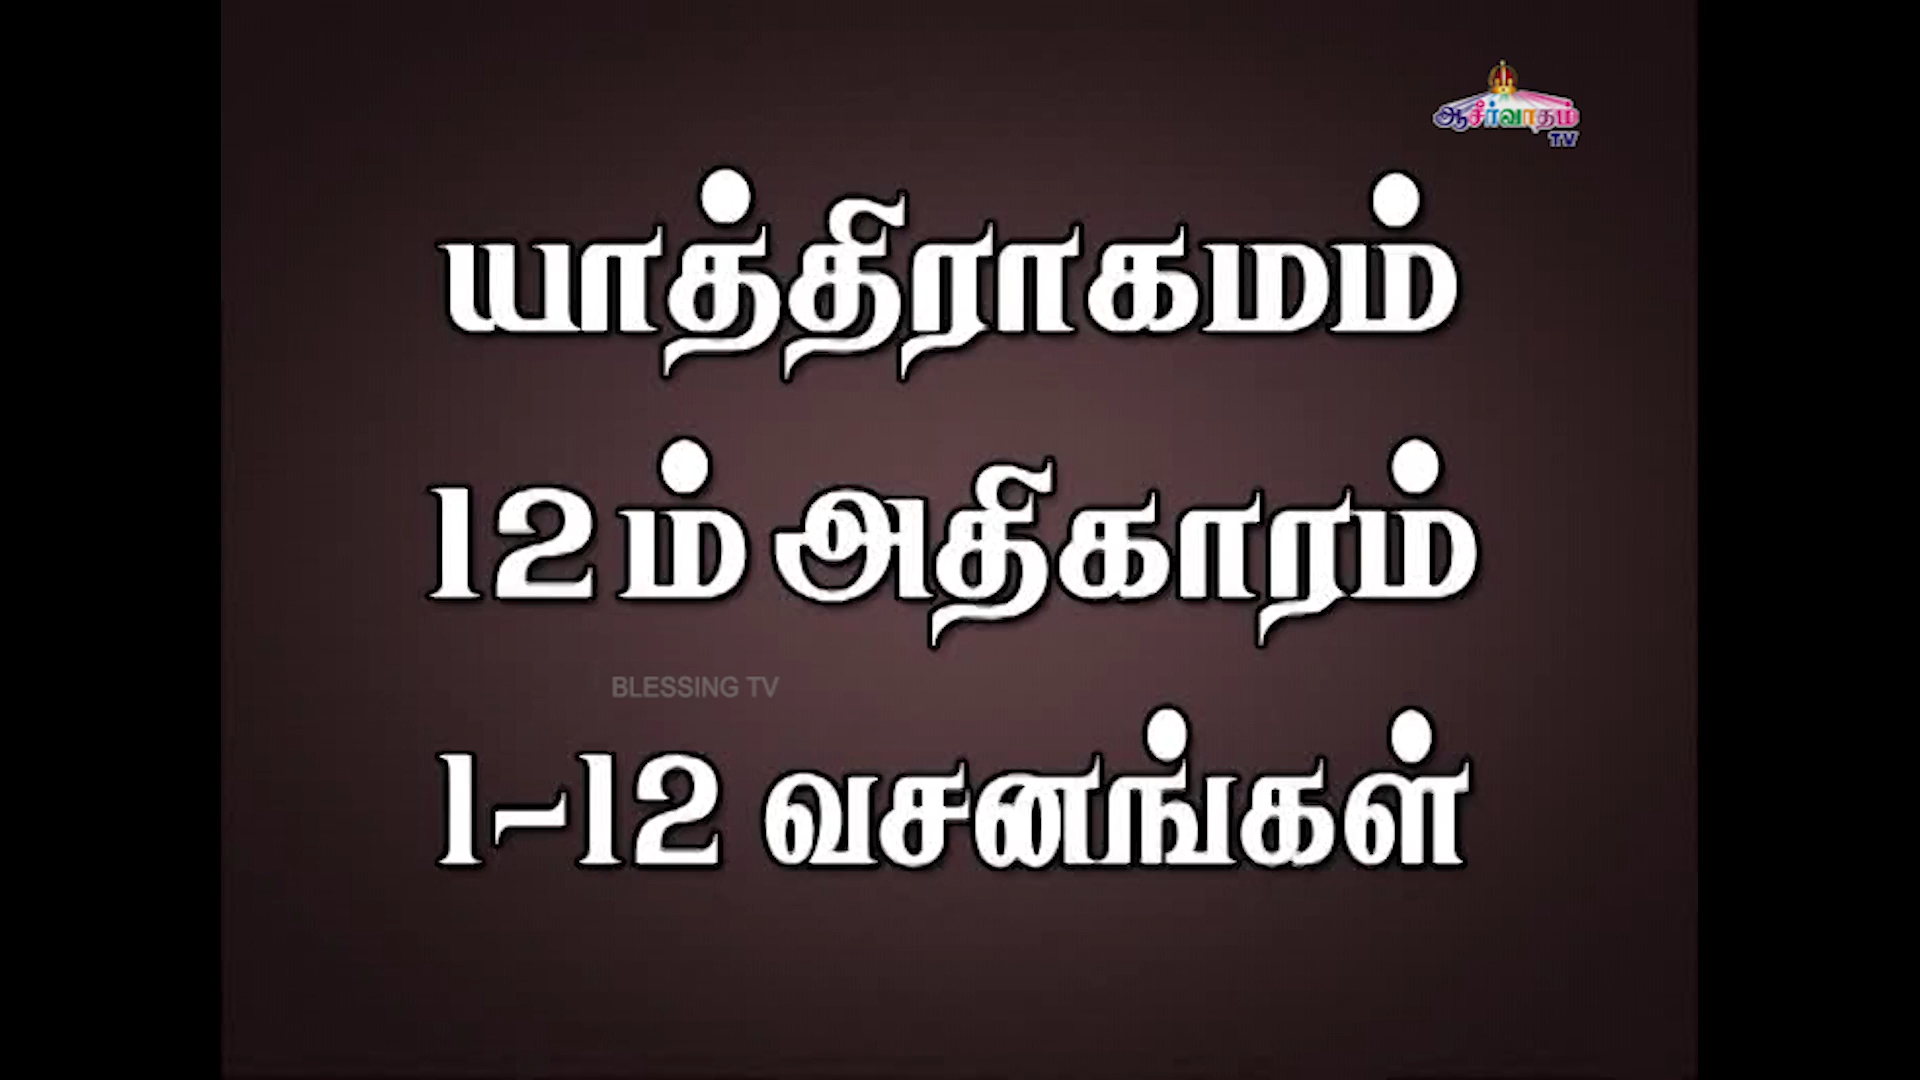 ஆசீர்வாதம்
TV
யாத்திராகமம்
12ம் அதிகாரம்
BLESSING TV
1-12 வசனங்கள்